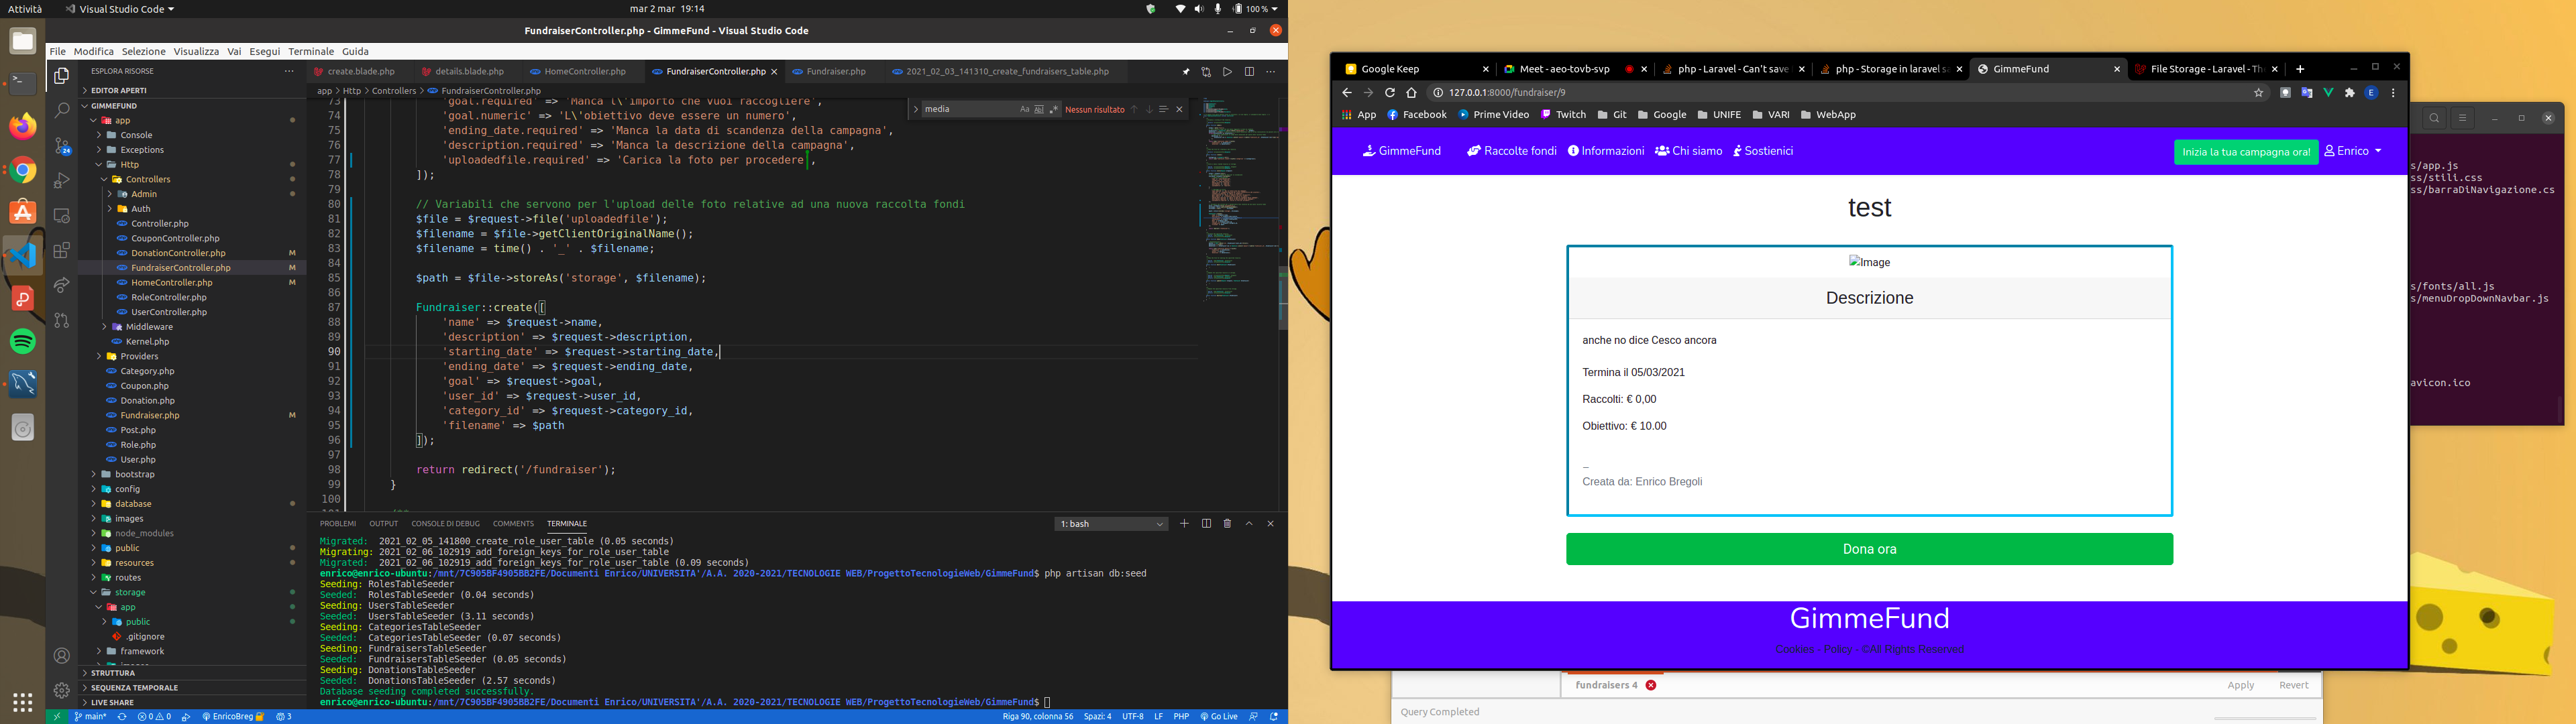 Attività
Visual Studio Code
mar 2 mar 19:14
100 %
FundraiserController.php - GimmeFund - Visual Studio Code
File Modifica Selezione Visualizza Vai Esegui Terminale Guida
ESPLORA RISORSE
EDITOR APERTI
GIMMEFUND
app
Console
Exceptions
Http
Controllers
Admin
Auth
Controller.php
CouponController.php
DonationController.php M
FundraiserController.php M
HomeController.php M
RoleController.php
UserController.php
Middleware
Kernel.php
Providers
Category.php
Coupon.php
Donation.php
Fundraiser.php M
Post.php
Role.php
User.php
bootstrap
config
database
images
node_modules
public
resources
routes
storage
app
public
.gitignore
framework
STRUTTURA
SEQUENZA TEMPORALE
LIVE SHARE
24
create.blade.php
details.blade.php
HomeController.php
FundraiserController.php
Fundraiser.php
2021_02_03_141310_create_fundraisers_table.php
app > Http > Controllers > FundraiserController.php
media
Nessun risultato
73 'goal.required' => 'Manca l\'importo che vuoi raccogliere',
74 'goal.numeric' => 'L\'obiettivo deve essere un numero',
75 'ending_date.required' => 'Manca la data di scandenza della campagna',
76 'description.required' => 'Manca la descrizione della campagna',
77 'uploadedfile.required' => 'Carica la foto per procedere',
78 ]);
79
80 // Variabili che servono per l'upload delle foto relative ad una nuova raccolta fondi
81 $file = $request->file('uploadedfile');
82 $filename = $file->getClientOriginalName();
83 $filename = time() . '_' . $filename;
84
85 $path = $file->storeAs('storage', $filename);
86
87 Fundraiser::create([
88 'name' => $request->name,
89 'description' => $request->description,
90 'starting_date' => $request->starting_date,
91 'ending_date' => $request->ending_date,
92 'goal' => $request->goal,
93 'user_id' => $request->user_id,
94 'category_id' => $request->category_id,
95 'filename' => $path
96 ]);
97
98 return redirect('/fundraiser');
99 }
100
PROBLEMI OUTPUT CONSOLE DI DEBUG COMMENTS TERMINALE
1: bash
Migrated: 2021_02_05_141800_create_role_user_table (0.05 seconds)
Migrating: 2021_02_06_102919_add_foreign_keys_for_role_user_table
Migrated: 2021_02_06_102919_add_foreign_keys_for_role_user_table (0.09 seconds)
enrico@enrico-ubuntu:/mnt/7C905BF4905BB2FE/Documenti Enrico/UNIVERSITA'/A.A. 2020-2021/TECNOLOGIE WEB/ProgettoTecnologieWeb/GimmeFund$ php artisan db:seed
Seeding: RolesTableSeeder
Seeded: RolesTableSeeder (0.04 seconds)
Seeding: UsersTableSeeder
Seeded: UsersTableSeeder (3.11 seconds)
Seeding: CategoriesTableSeeder
Seeded: CategoriesTableSeeder (0.07 seconds)
Seeding: FundraisersTableSeeder
Seeded: FundraisersTableSeeder (0.05 seconds)
Seeding: DonationsTableSeeder
Seeded: DonationsTableSeeder (2.57 seconds)
Database seeding completed successfully.
enrico@enrico-ubuntu:/mnt/7C905BF4905BB2FE/Documenti Enrico/UNIVERSITA'/A.A. 2020-2021/TECNOLOGIE WEB/ProgettoTecnologieWeb/GimmeFund$
main* 0 0 EnricoBreg 3
Riga 90, colonna 56 Spazi: 4 UTF-8 LF PHP Go Live
Google Keep
Meet - aeo-tovb-svp
php - Laravel - Can't save
php - Storage in laravel sa
GimmeFund
File Storage - Laravel - Th
127.0.0.1:8000/fundraiser/9
E
App Facebook Prime Video Twitch Git Google UNIFE VARI WebApp
GimmeFund Raccolte fondi Informazioni Chi siamo Sostienici
Inizia la tua campagna ora! Enrico
test
Image
Descrizione
anche no dice Cesco ancora
Termina il 05/03/2021
Raccolti: € 0,00
Obiettivo: € 10.00
_
Creata da: Enrico Bregoli
Dona ora
GimmeFund
Cookies - Policy - ©All Rights Reserved
s/app.js
ss/stili.css
ss/barraDiNavigazione.cs
s/fonts/all.js
s/menuDropDownNavbar.js
avicon.ico
fundraisers 4
Apply Revert
Query Completed